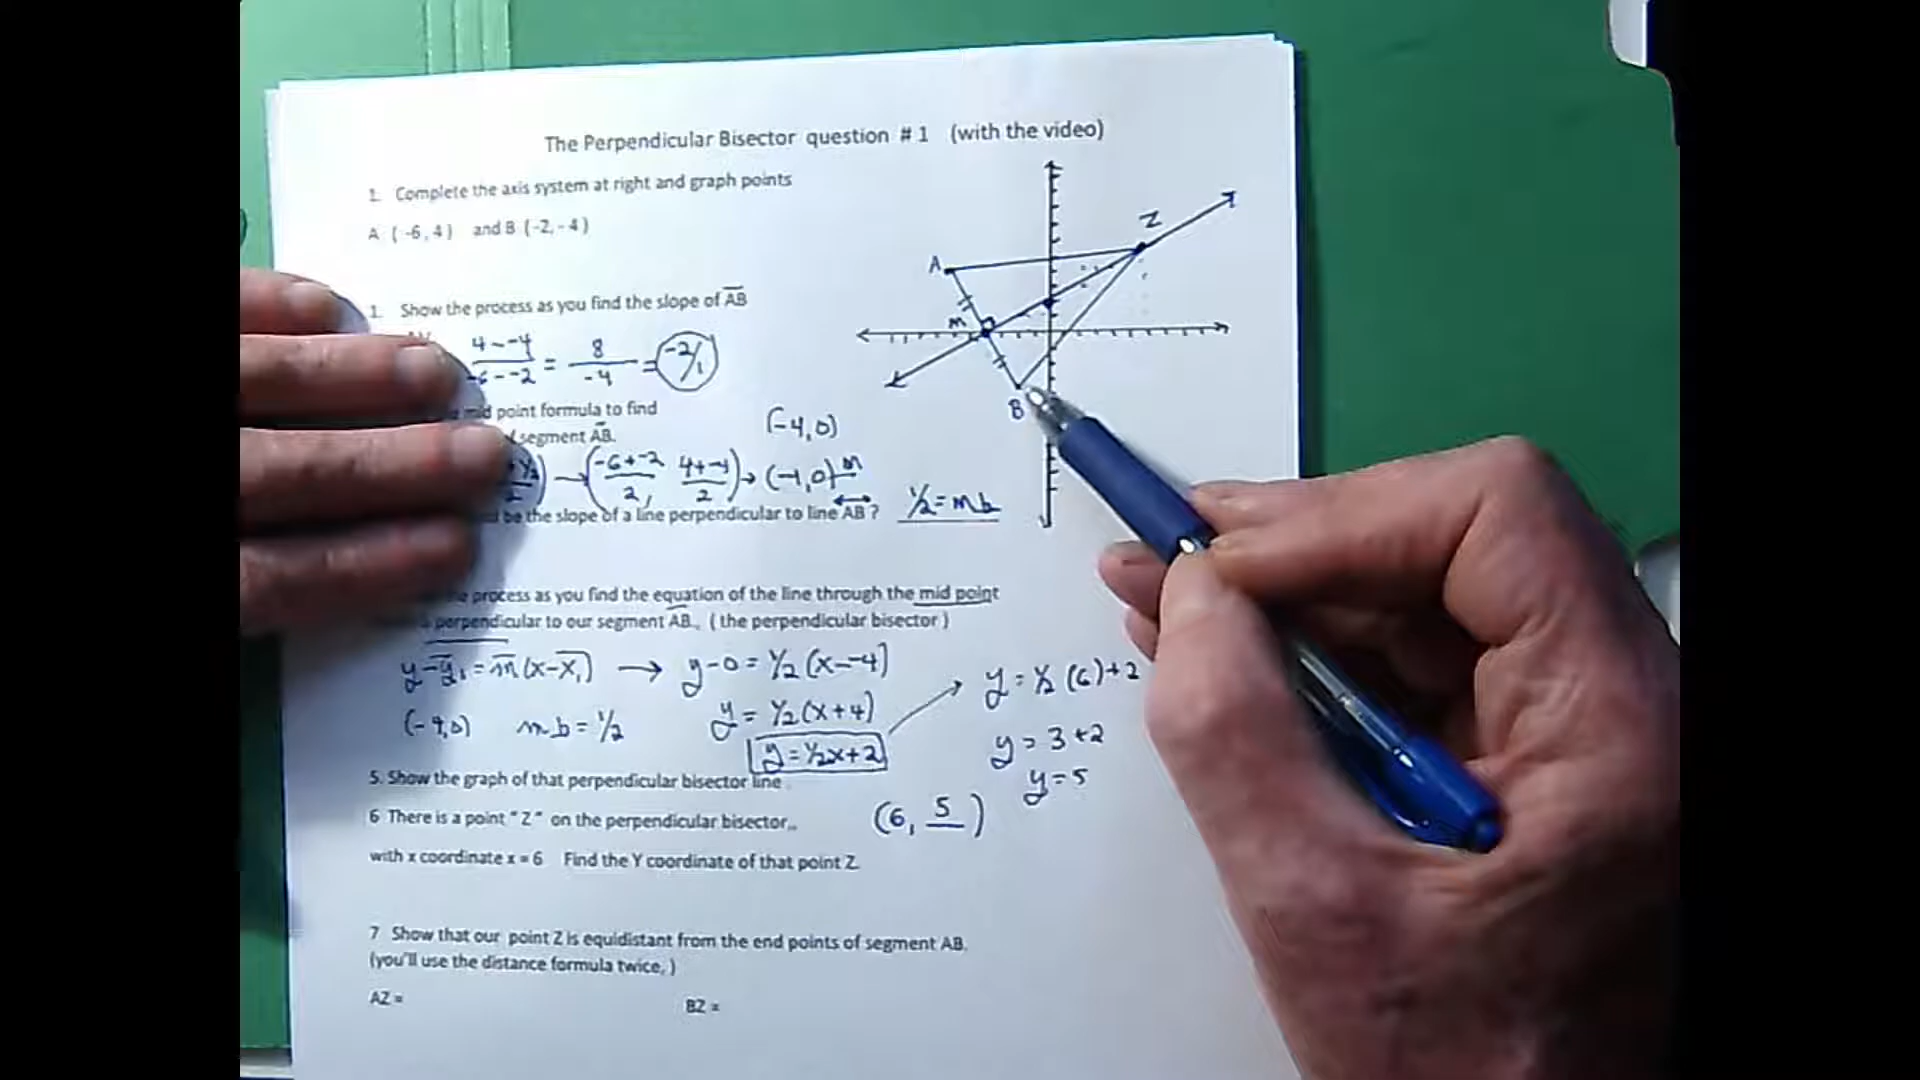 The Perpendicular Bisector question # 1 (with the video)
1. Complete the axis system at right and graph points
A ( -6, 4 ) and B ( -2, - 4 )
Z
A
M
B
1. Show the process as you find the slope of AB
4--4 / -6--2 = 8 / -4 = -2/1
mid point formula to find
segment AB.
(-4,0)
→ (-6+-2 / 2, 4+-4 / 2) → (-4,0) m
be the slope of a line perpendicular to line AB ? 1/2 = mb
process as you find the equation of the line through the mid point
perpendicular to our segment AB., ( the perpendicular bisector )
y-y1 = m(x-x1) → y-0 = 1/2 (x--4)
y = 1/2 (6)+2
(-4,0) mb = 1/2 y = 1/2(x+4)
y = 3+2
y = 1/2x+2
y = 5
5. Show the graph of that perpendicular bisector line
6 There is a point "Z" on the perpendicular bisector,,
(6, 5 )
with x coordinate x = 6 Find the Y coordinate of that point Z.
7 Show that our point Z is equidistant from the end points of segment AB.
(you'll use the distance formula twice, )
AZ = BZ =